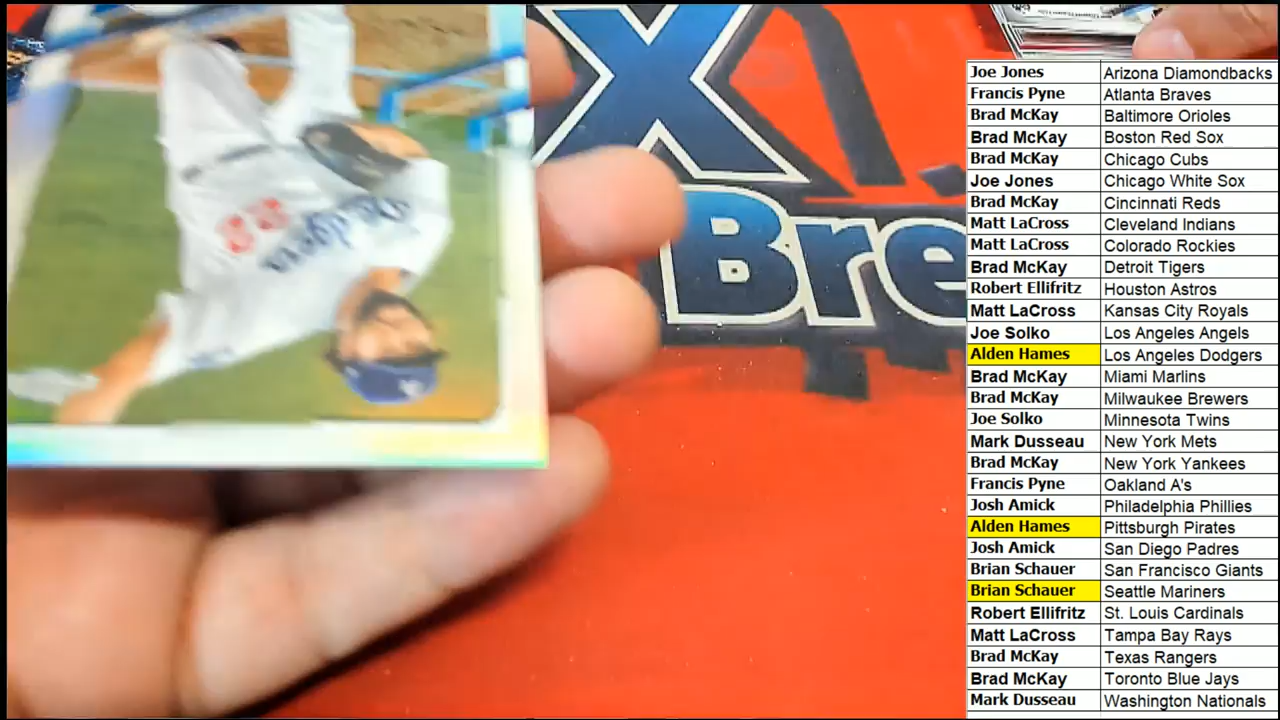 X
Bre
Dodgers
Joe Jones Arizona Diamondbacks
Francis Pyne Atlanta Braves
Brad McKay Baltimore Orioles
Brad McKay Boston Red Sox
Brad McKay Chicago Cubs
Joe Jones Chicago White Sox
Brad McKay Cincinnati Reds
Matt LaCross Cleveland Indians
Matt LaCross Colorado Rockies
Brad McKay Detroit Tigers
Robert Ellifritz Houston Astros
Matt LaCross Kansas City Royals
Joe Solko Los Angeles Angels
Alden Hames Los Angeles Dodgers
Brad McKay Miami Marlins
Brad McKay Milwaukee Brewers
Joe Solko Minnesota Twins
Mark Dusseau New York Mets
Brad McKay New York Yankees
Francis Pyne Oakland A's
Josh Amick Philadelphia Phillies
Alden Hames Pittsburgh Pirates
Josh Amick San Diego Padres
Brian Schauer San Francisco Giants
Brian Schauer Seattle Mariners
Robert Ellifritz St. Louis Cardinals
Matt LaCross Tampa Bay Rays
Brad McKay Texas Rangers
Brad McKay Toronto Blue Jays
Mark Dusseau Washington Nationals